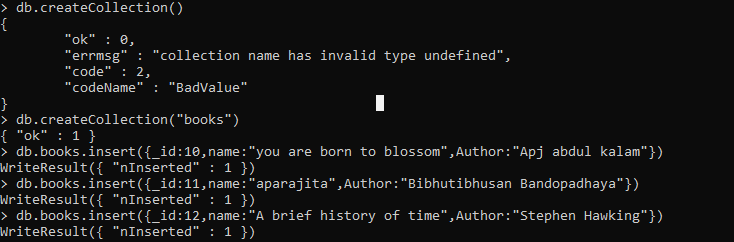 > db.createCollection()
{
        "ok" : 0,
        "errmsg" : "collection name has invalid type undefined",
        "code" : 2,
        "codeName" : "BadValue"
}
> db.createCollection("books")
{ "ok" : 1 }
> db.books.insert({_id:10,name:"you are born to blossom",Author:"Apj abdul kalam"})
WriteResult({ "nInserted" : 1 })
> db.books.insert({_id:11,name:"aparajita",Author:"Bibhutibhusan Bandopadhaya"})
WriteResult({ "nInserted" : 1 })
> db.books.insert({_id:12,name:"A brief history of time",Author:"Stephen Hawking"})
WriteResult({ "nInserted" : 1 })